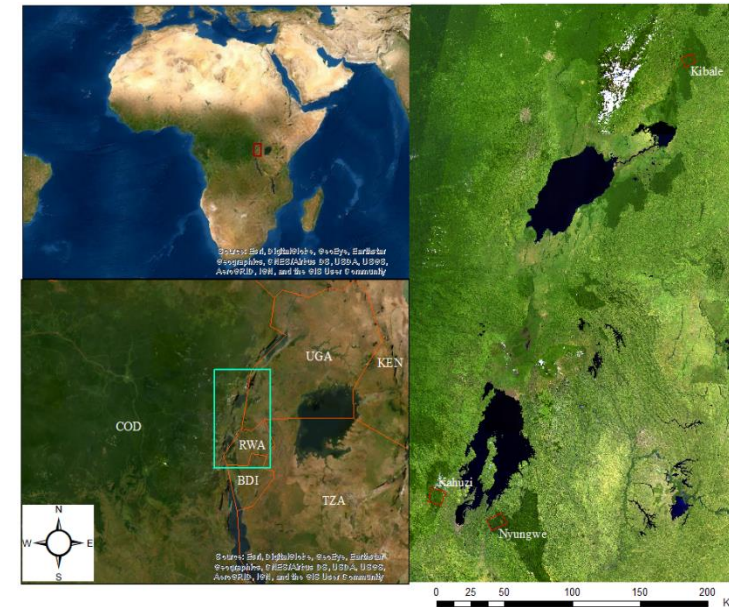 Source: Esri, DigitalGlobe, GeoEye, Earthstar
Geographics, CNES/Airbus DS, USDA, USGS,
AeroGRID, IGN, and the GIS User Community
UGA
KEN
COD
RWA
BDI
TZA
N
W E
S
Source: Esri, DigitalGlobe, GeoEye, Earthstar
Geographics, CNES/Airbus DS, USDA, USGS,
AeroGRID, IGN, and the GIS User Community
Kibale
Kahuzi
Nyungwe
0 25 50 100 150 200
K